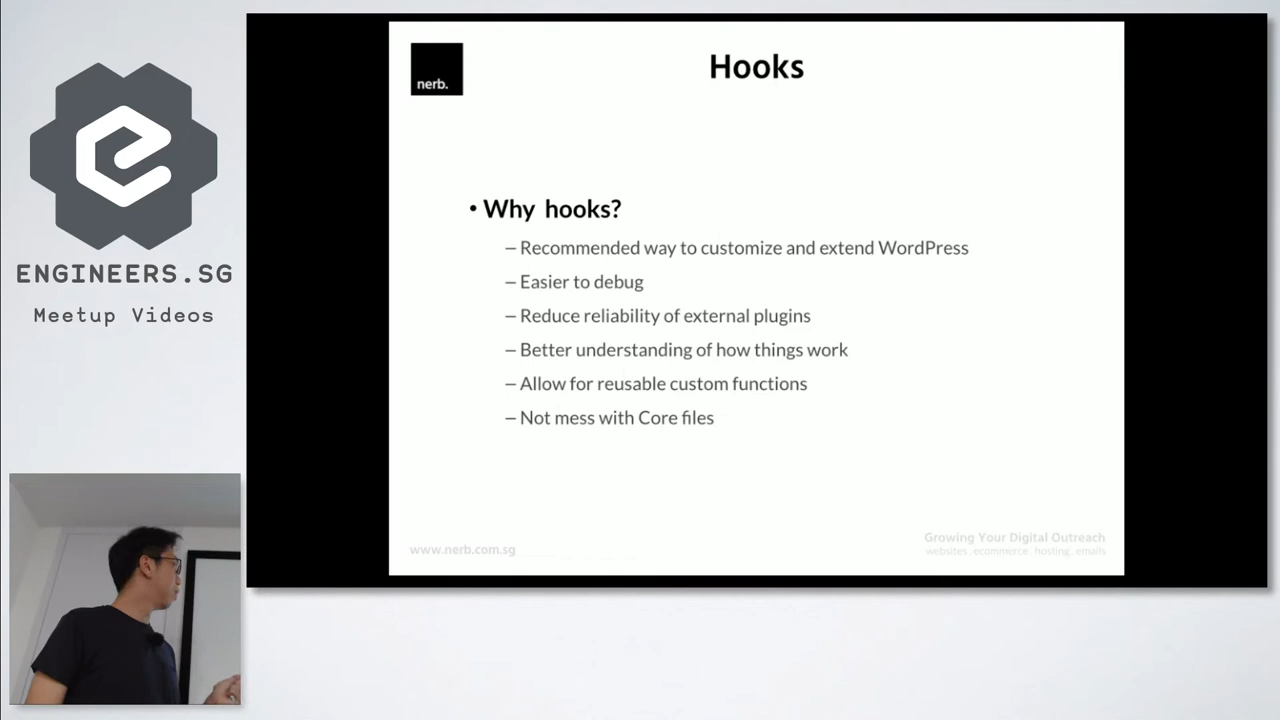 ENGINEERS.SG
Meetup Videos
nerb.
Hooks
• Why hooks?
– Recommended way to customize and extend WordPress
– Easier to debug
– Reduce reliability of external plugins
– Better understanding of how things work
– Allow for reusable custom functions
– Not mess with Core files
www.nerb.com.sg
Growing Your Digital Outreach
websites . ecommerce . hosting . emails